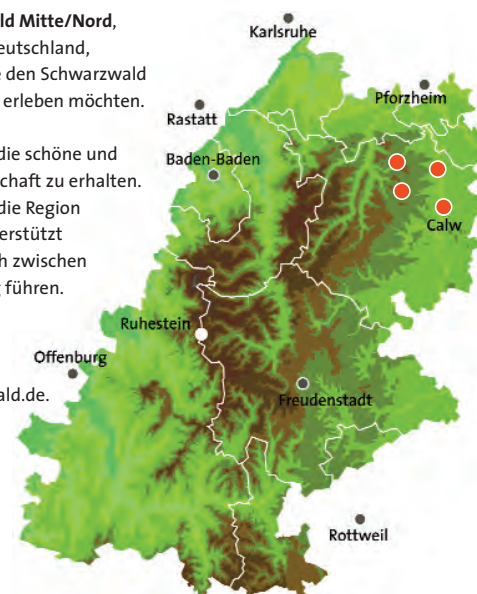 ld Mitte/Nord,
eutschland,
e den Schwarzwald
erleben möchten.
die schöne und
schaft zu erhalten.
die Region
erstützt
h zwischen
g führen.
ald.de.
Karlsruhe
Pforzheim
Rastatt
Baden-Baden
Calw
Ruhestein
Offenburg
Freudenstadt
Rottweil